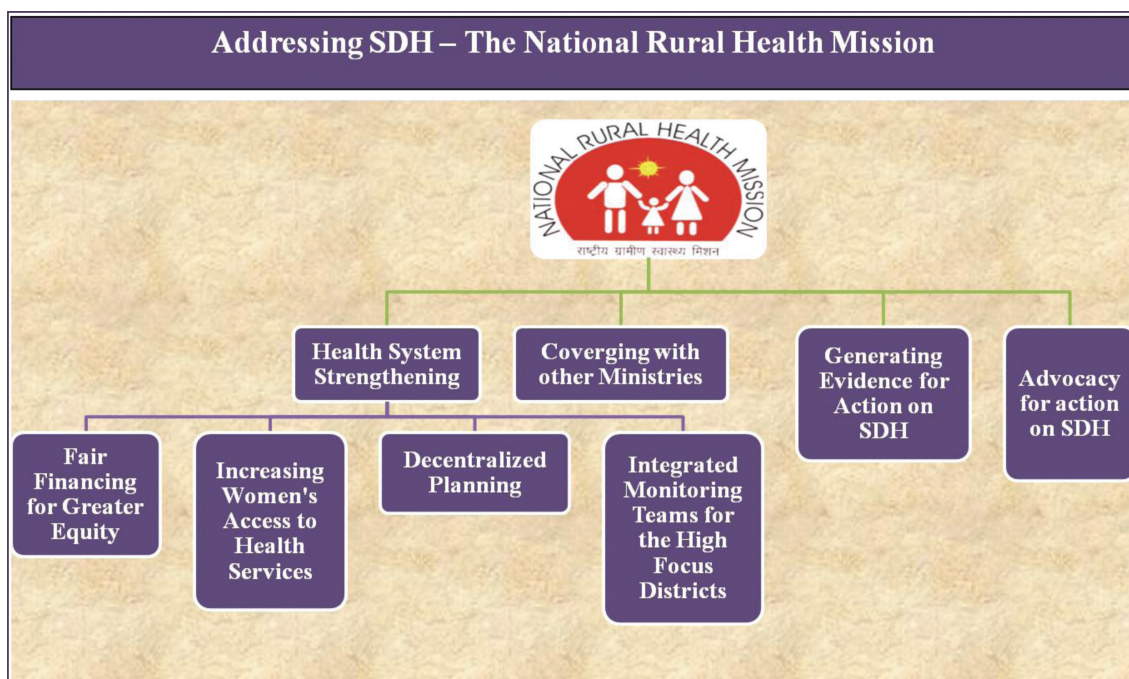 Addressing SDH – The National Rural Health Mission
NATIONAL RURAL HEALTH MISSION
राष्ट्रीय ग्रामीण स्वास्थ्य मिशन
Health System
Strengthening
Coverging with
other Ministries
Generating
Evidence for
Action on
SDH
Advocacy
for action
on SDH
Fair
Financing
for Greater
Equity
Increasing
Women's
Access to
Health
Services
Decentralized
Planning
Integrated
Monitoring
Teams for
the High
Focus
Districts